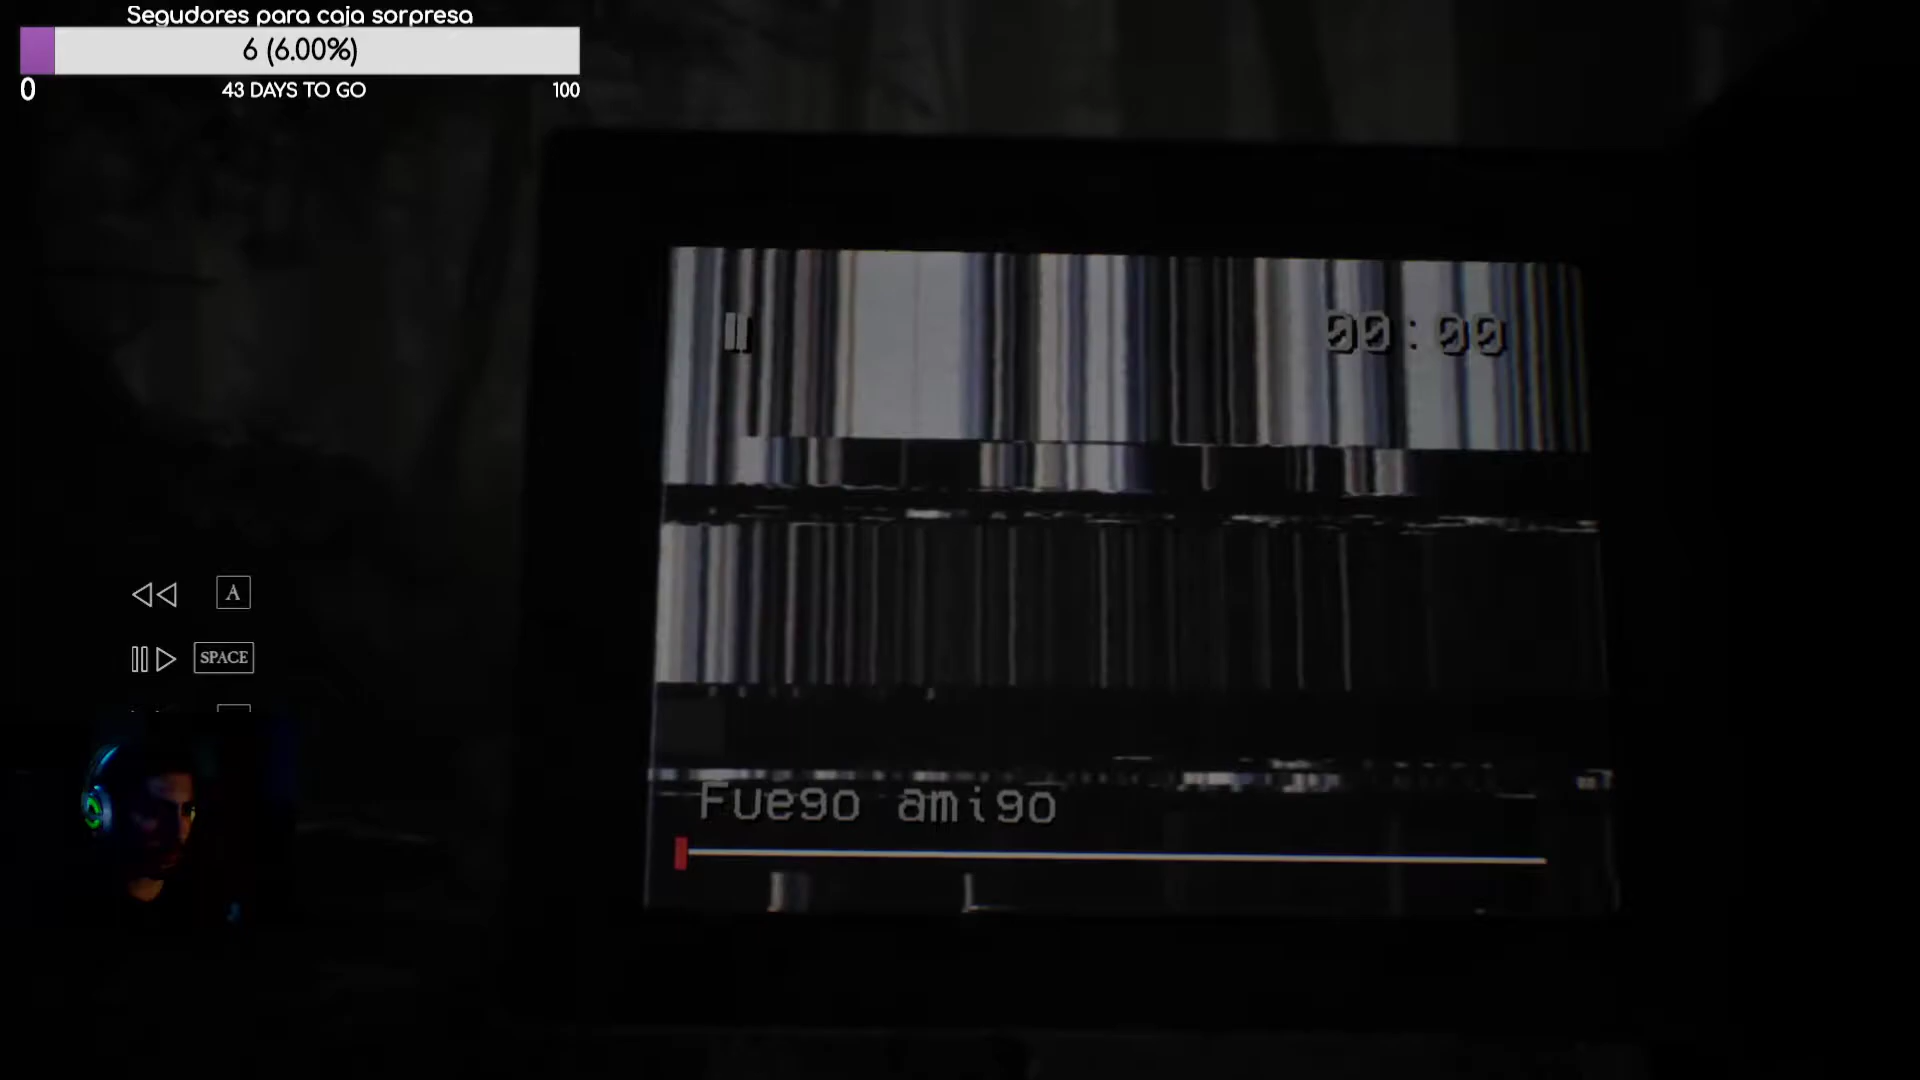 Segudores para caja sorpresa
6 (6.00%)
0 43 DAYS TO GO 100
00:00
A
SPACE
Fuego amigo